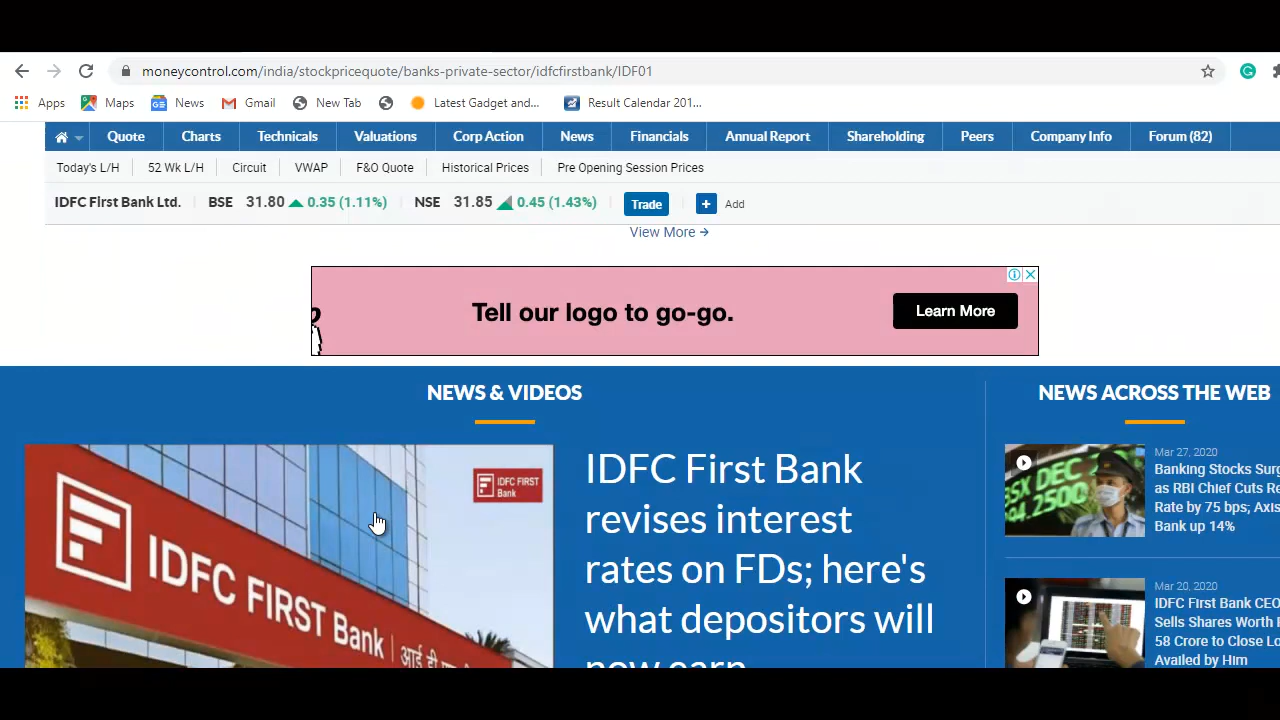 moneycontrol.com/india/stockpricequote/banks-private-sector/idfcfirstbank/IDF01
Apps Maps News Gmail New Tab Latest Gadget and... Result Calendar 201...
Quote Charts Technicals Valuations Corp Action News Financials Annual Report Shareholding Peers Company Info Forum (82)
Today's L/H 52 Wk L/H Circuit VWAP F&O Quote Historical Prices Pre Opening Session Prices
IDFC First Bank Ltd. BSE 31.80 0.35 (1.11%) NSE 31.85 0.45 (1.43%) Trade + Add
View More →
Tell our logo to go-go.
Learn More
NEWS & VIDEOS
IDFC FIRST
Bank
IDFC FIRST Bank
IDFC First Bank
revises interest
rates on FDs; here's
what depositors will
now earn
NEWS ACROSS THE WEB
Mar 27, 2020
Banking Stocks Sur
as RBI Chief Cuts Re
Rate by 75 bps; Axis
Bank up 14%
Mar 20, 2020
IDFC First Bank CEO
Sells Shares Worth
58 Crore to Close Lo
Availed by Him